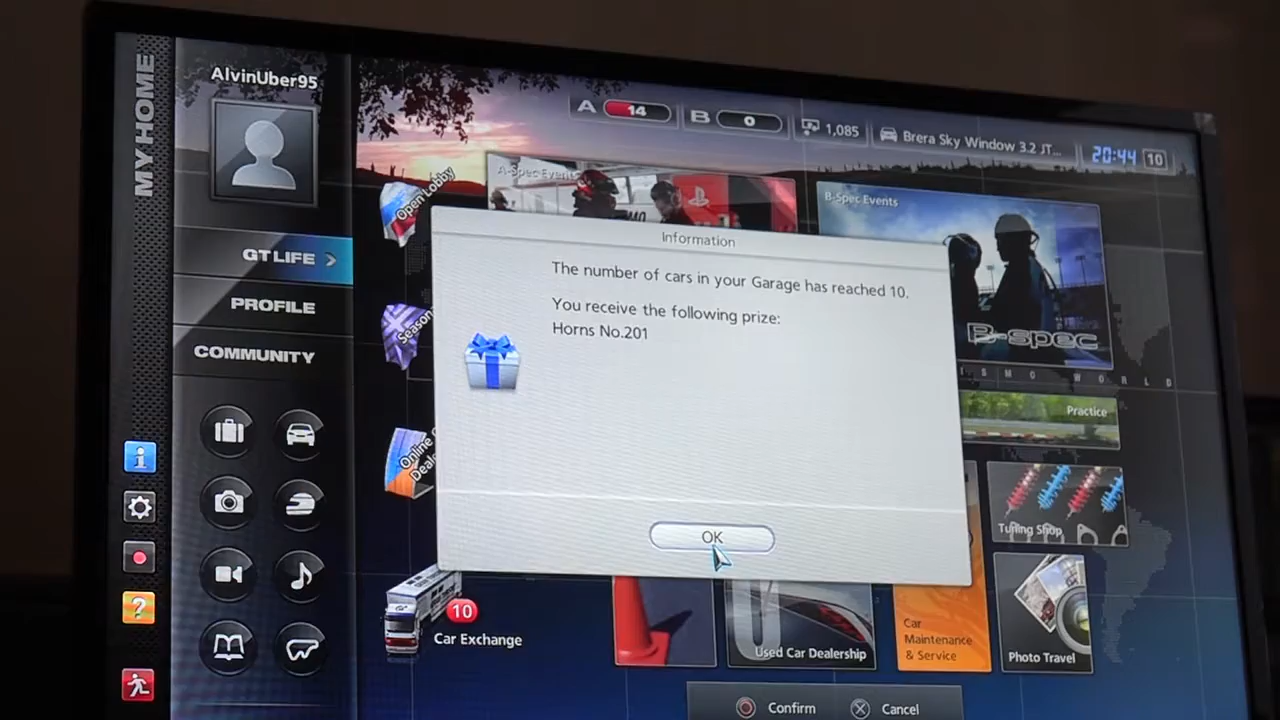 MY HOME
AlvinUber95
A 14
B 0
1,085
Brera Sky Window 3.2 JT...
20:44 10
GT LIFE
PROFILE
COMMUNITY
Open Lobby
A-Spec Events
B-Spec Events
B-spec
Information
The number of cars in your Garage has reached 10.
You receive the following prize:
Horns No.201
OK
Online
Practice
Tuning Shop
10
Car Exchange
Used Car Dealership
Car
Maintenance
& Service
Photo Travel
Confirm
Cancel